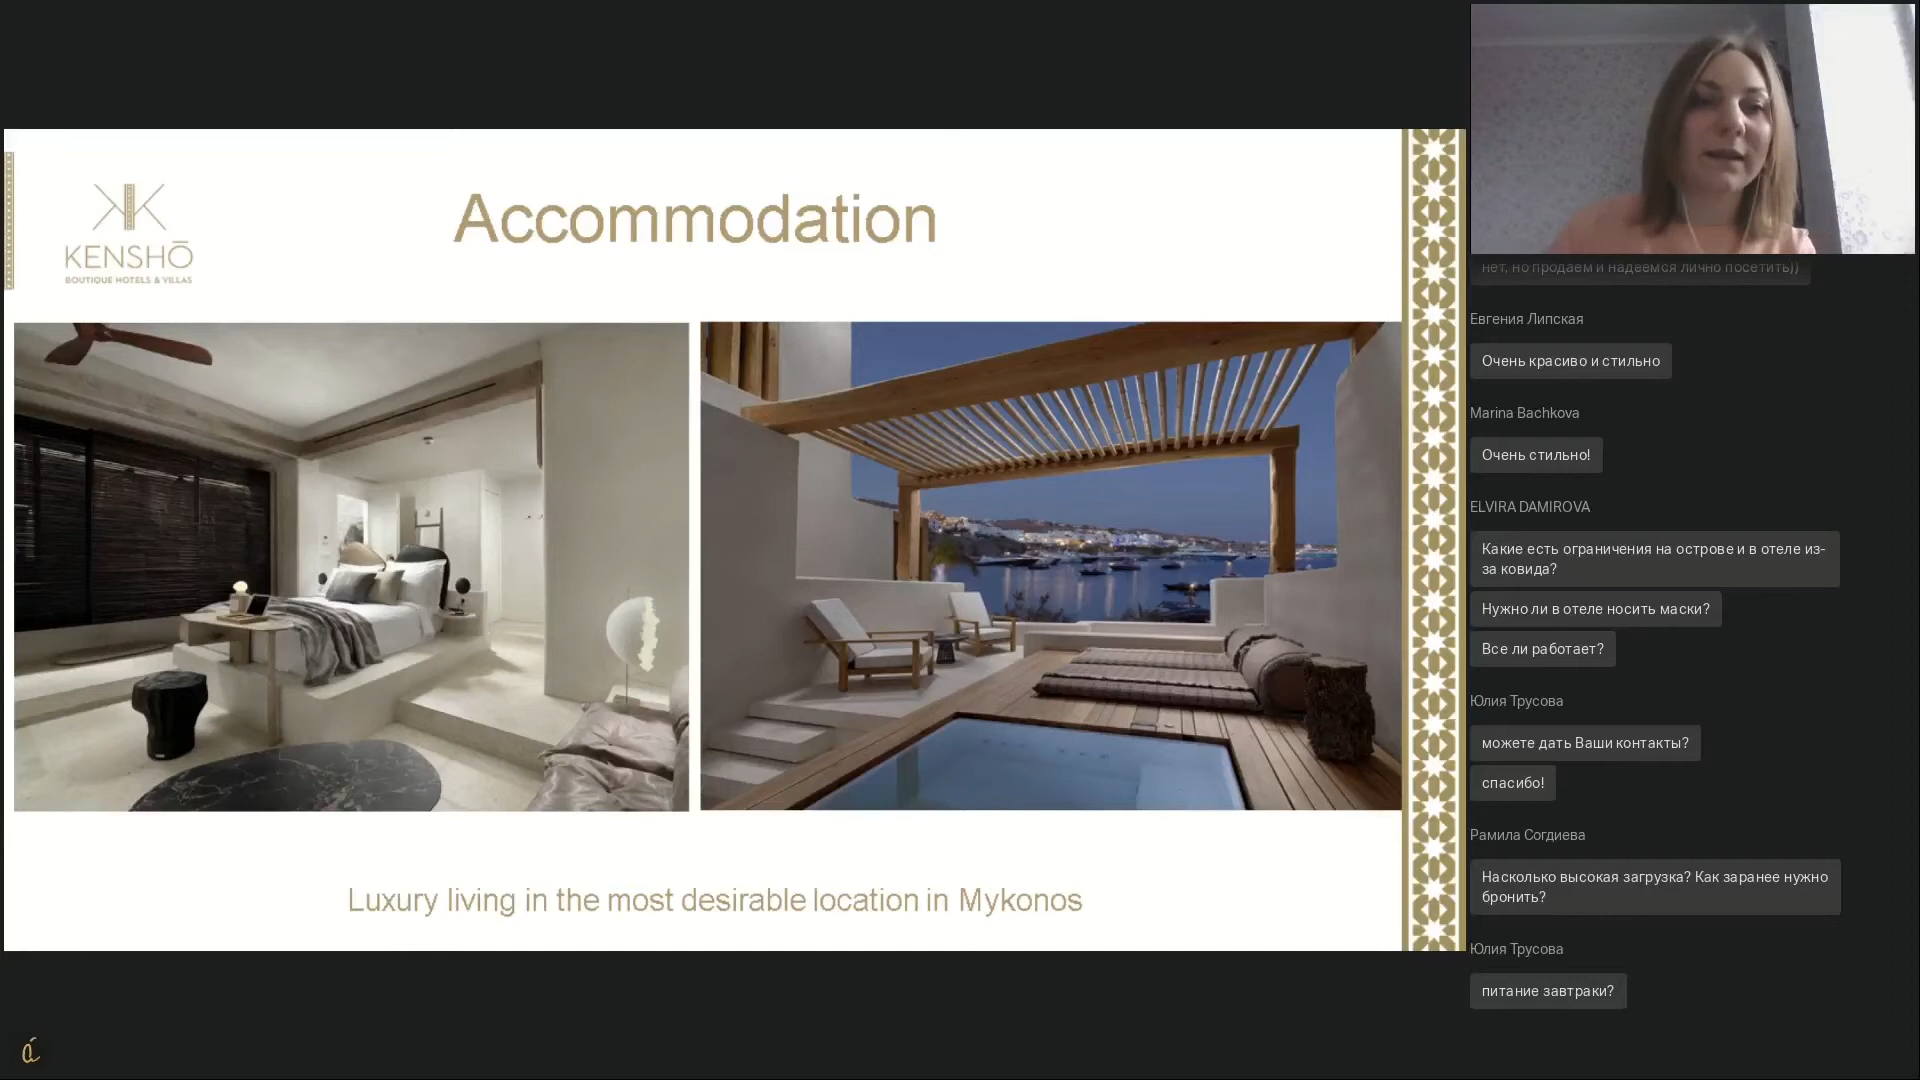 Accommodation
KENSHŌ
BOUTIQUE HOTELS & VILLAS
Luxury living in the most desirable location in Mykonos
á
нет, но продаем и надеемся лично посетить))
Евгения Липская
Очень красиво и стильно
Marina Bachkova
Очень стильно!
ELVIRA DAMIROVA
Какие есть ограничения на острове и в отеле из-
за ковида?
Нужно ли в отеле носить маски?
Все ли работает?
Юлия Трусова
можете дать Ваши контакты?
спасибо!
Рамила Согдиева
Насколько высокая загрузка? Как заранее нужно
бронить?
Юлия Трусова
питание завтраки?